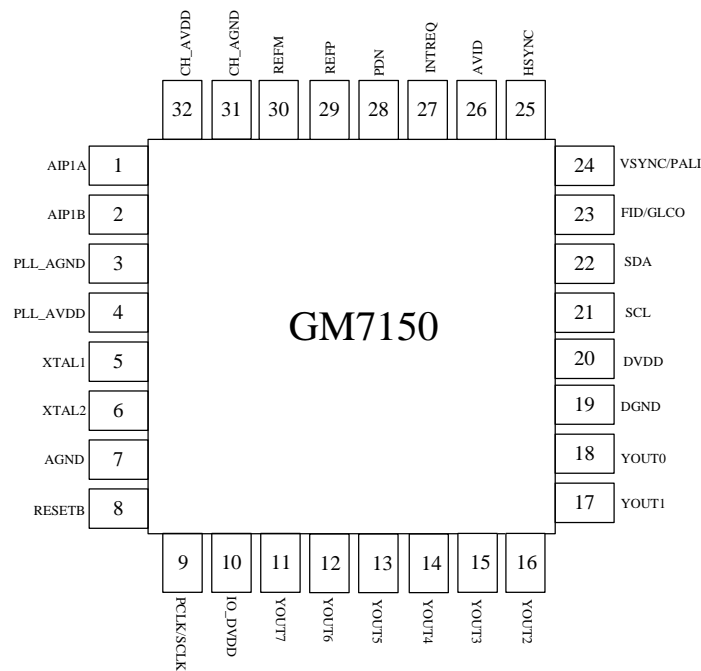 CH_AVDD
CH_AGND
REFM
REFP
PDN
INTREQ
AVID
HSYNC
32 31 30 29 28 27 26 25
AIP1A 1
AIP1B 2
PLL_AGND 3
PLL_AVDD 4
XTAL1 5
XTAL2 6
AGND 7
RESETB 8
GM7150
24 VSYNC/PALI
23 FID/GLCO
22 SDA
21 SCL
20 DVDD
19 DGND
18 YOUT0
17 YOUT1
9 10 11 12 13 14 15 16
PCLK/SCLK
IO_DVDD
YOUT7
YOUT6
YOUT5
YOUT4
YOUT3
YOUT2